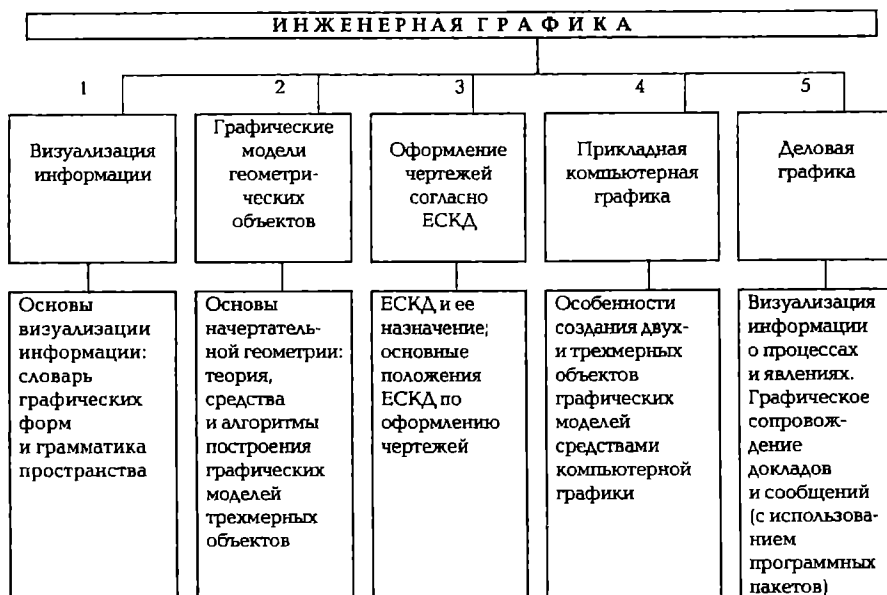 ИНЖЕНЕРНАЯ ГРАФИКА
1
2
3
4
5
Визуализация
информации
Графические
модели
геометри-
ческих
объектов
Оформление
чертежей
согласно
ЕСКД
Прикладная
компьютерная
графика
Деловая
графика
Основы
визуализации
информации:
словарь
графических
форм
и грамматика
пространства
Основы
начертатель-
ной геометрии:
теория,
средства
и алгоритмы
построения
графических
моделей
трехмерных
объектов
ЕСКД и ее
назначение;
основные
положения
ЕСКД по
оформлению
чертежей
Особенности
создания двух-
и трехмерных
объектов
графических
моделей
средствами
компьютерной
графики
Визуализация
информации
о процессах
и явлениях.
Графическое
сопровож-
дение
докладов
и сообщений
(с использова-
нием
программных
пакетов)